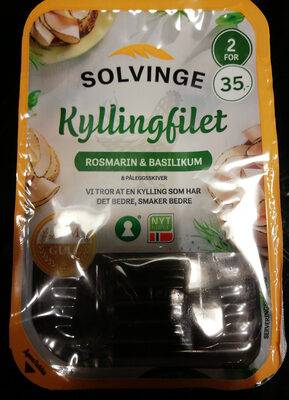 SOLVINGE
2
FOR
35,-
Kyllingfilet
ROSMARIN & BASILIKUM
8 PÅLEGGSSKIVER
VI TROR AT EN KYLLING SOM HAR
DET BEDRE, SMAKER BEDRE
NYT